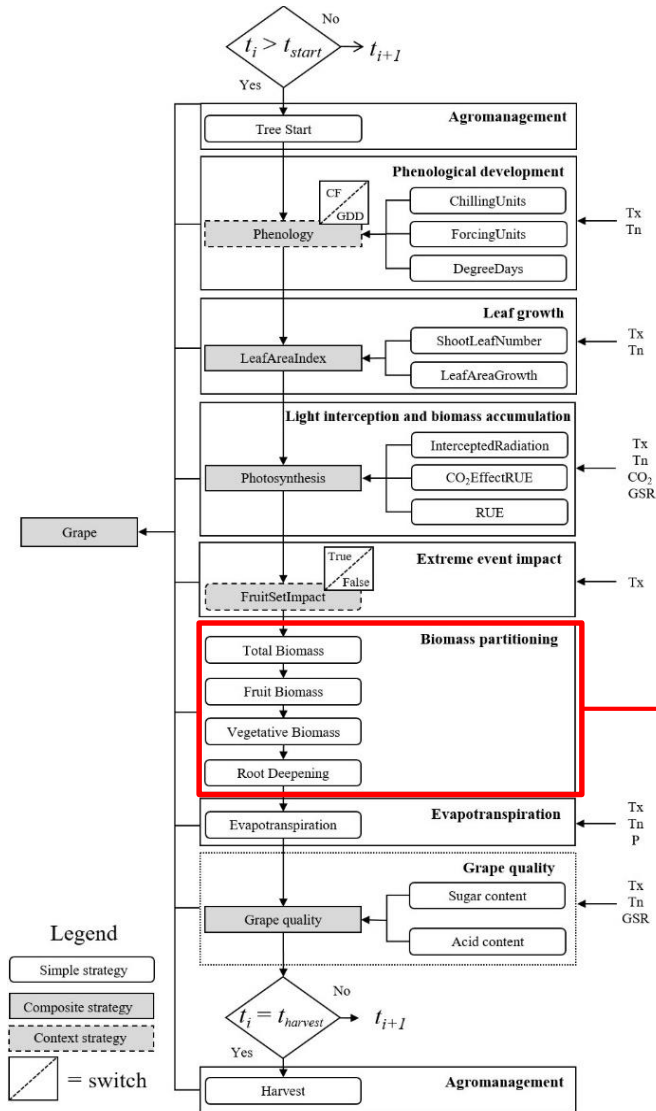 No
t_i > t_start
t_{i+1}
Yes
Agromanagement
Tree Start
Phenological development
CF
GDD
ChillingUnits
Phenology
ForcingUnits
DegreeDays
Tx
Tn
Leaf growth
ShootLeafNumber
LeafAreaIndex
LeafAreaGrowth
Tx
Tn
Light interception and biomass accumulation
InterceptedRadiation
Photosynthesis
CO₂EffectRUE
RUE
Tx
Tn
CO₂
GSR
Grape
True
False
Extreme event impact
FruitSetImpact
Tx
Biomass partitioning
Total Biomass
Fruit Biomass
Vegetative Biomass
Root Deepening
Evapotranspiration
Evapotranspiration
Tx
Tn
P
Grape quality
Sugar content
Grape quality
Acid content
Tx
Tn
GSR
Legend
Simple strategy
Composite strategy
Context strategy
= switch
No
t_i = t_harvest
t_{i+1}
Yes
Agromanagement
Harvest